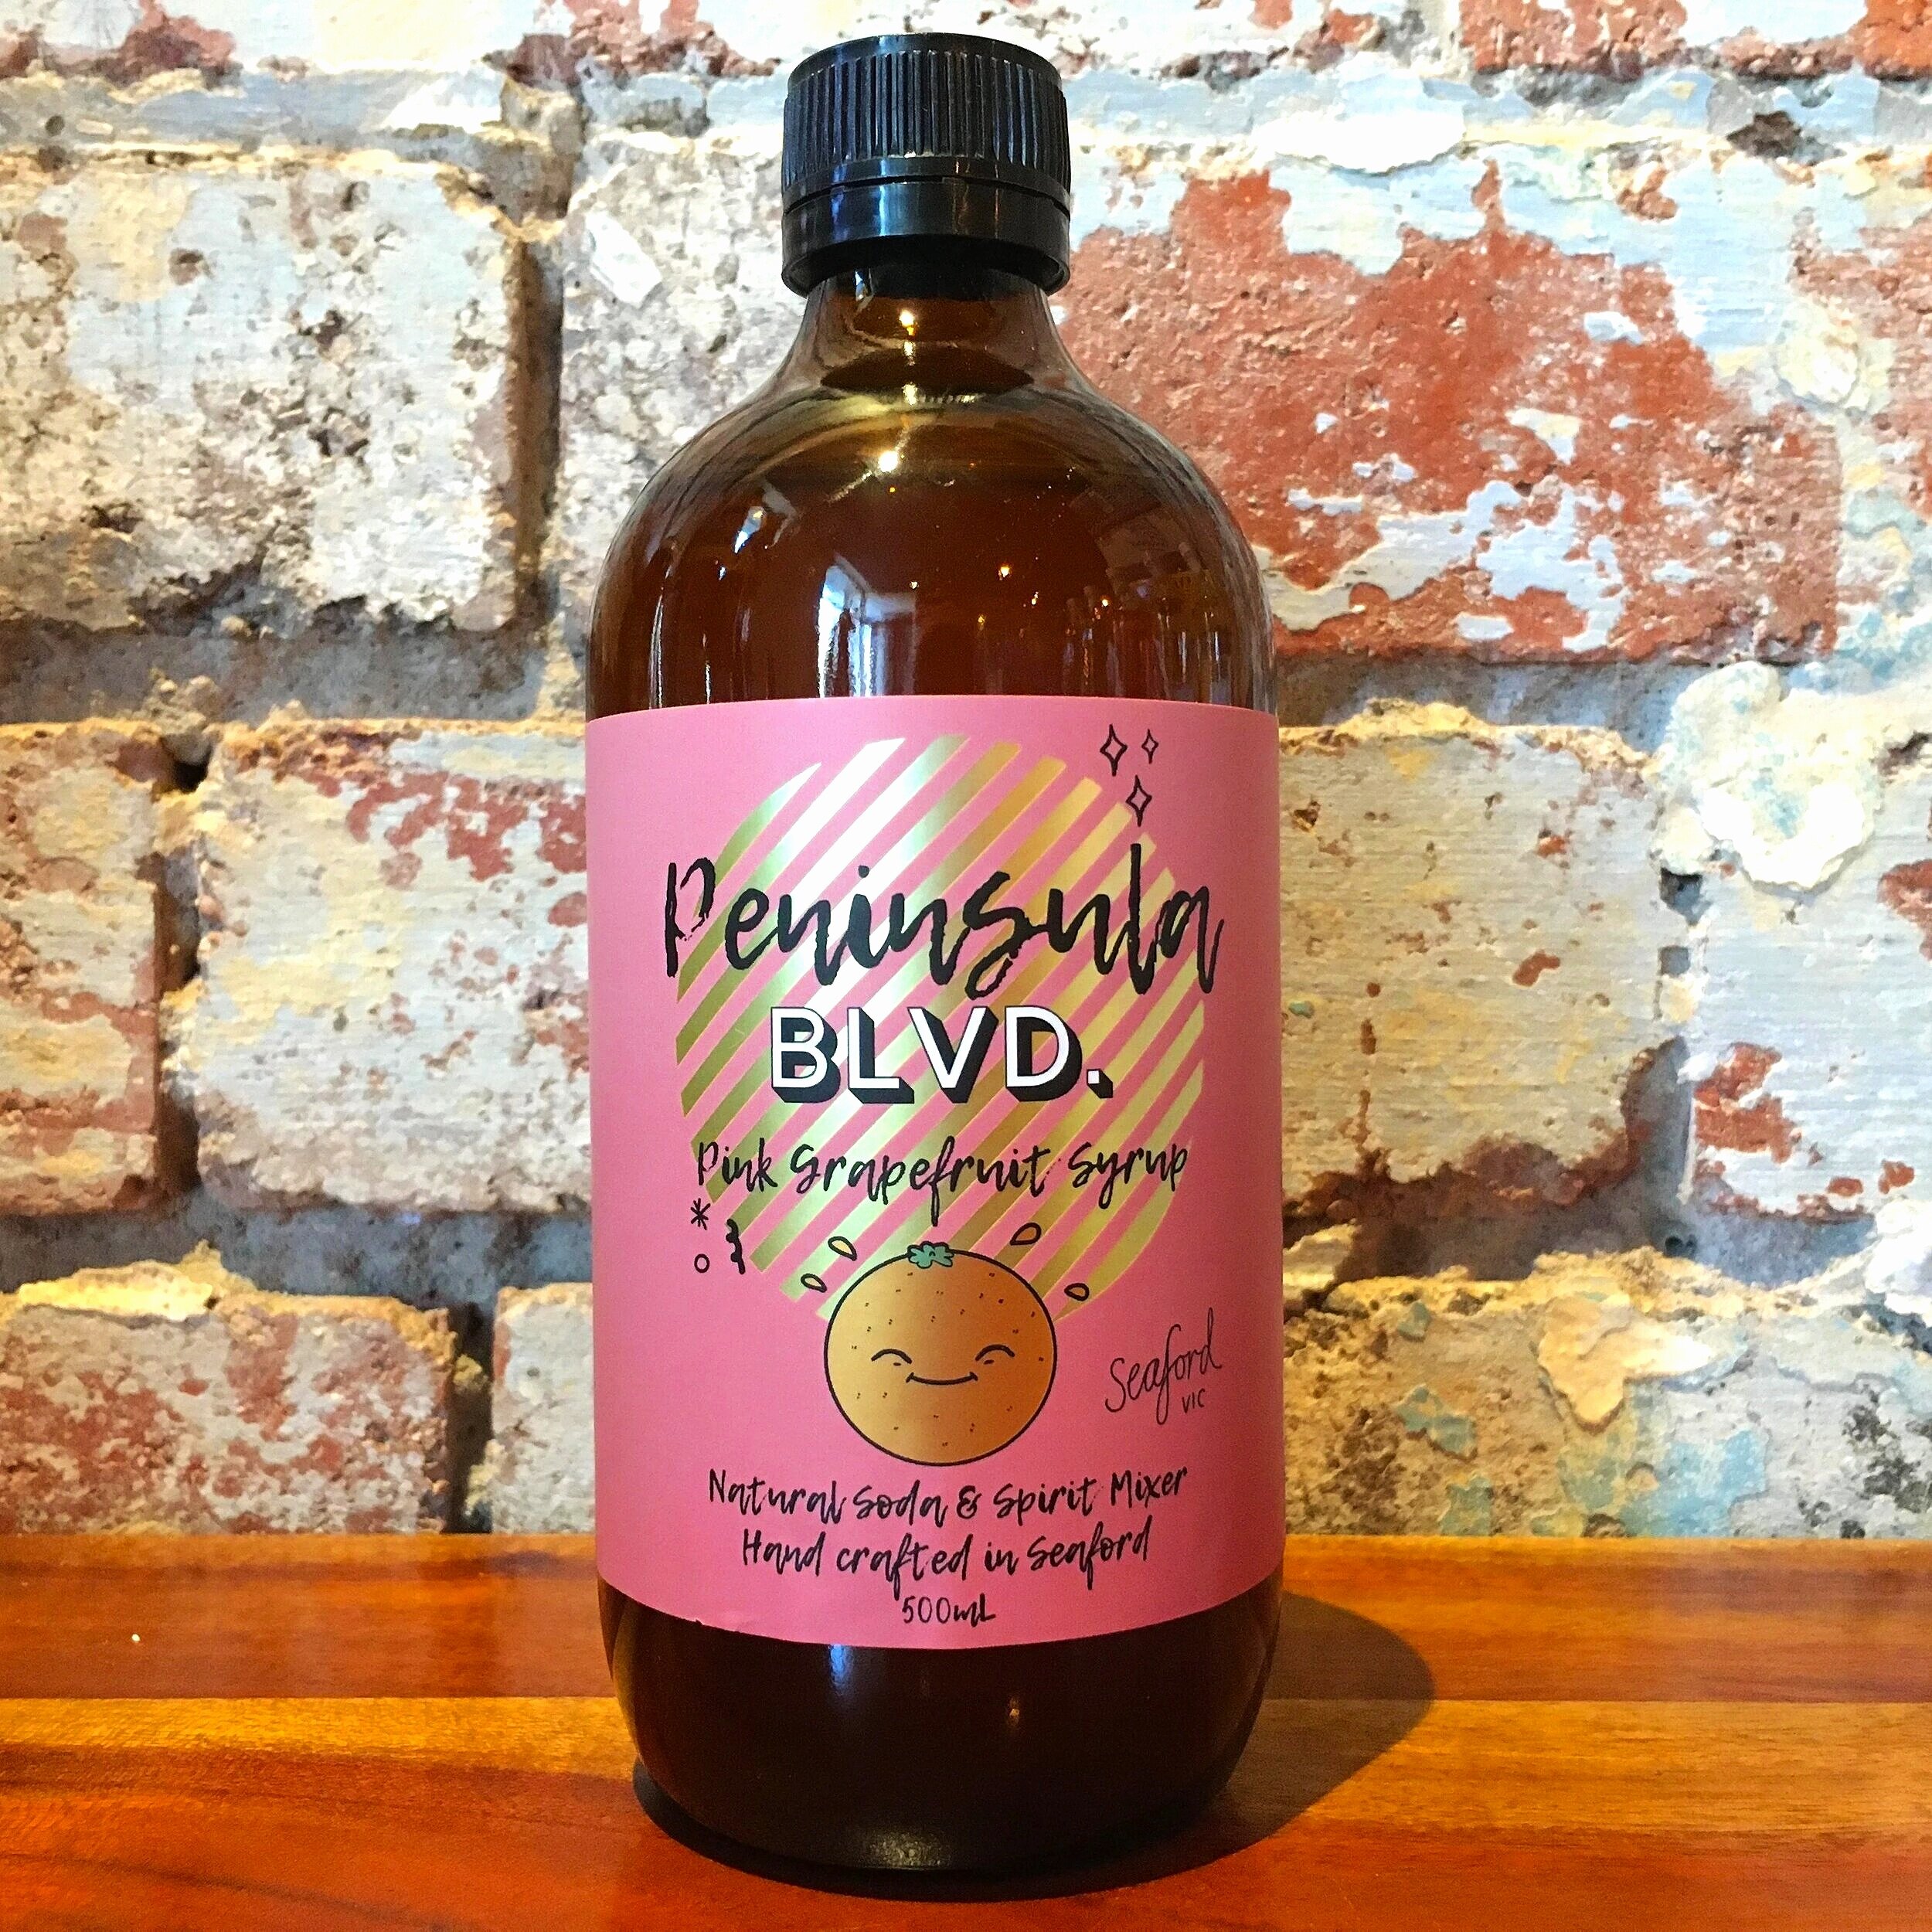 Peninsula
BLVD.
Pink Grapefruit Syrup
Seaford
VIC
Natural Soda & Spirit Mixer
Hand crafted in Seaford
500mL